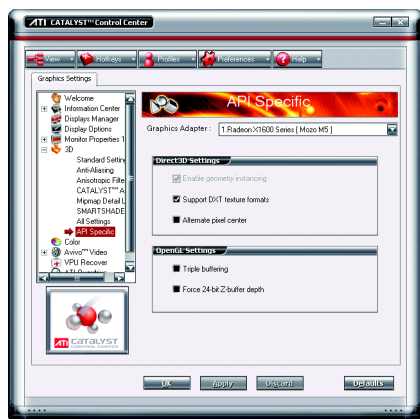 ATI CATALYST™ Control Center
View
Hotkeys
Profiles
Preferences
Help
Graphics Settings
Welcome
Information Center
Displays Manager
Display Options
Monitor Properties 1
3D
Standard Setting
Anti-Aliasing
Anisotropic Filte
CATALYST™ A
Mipmap Detail L
SMARTSHADE
All Settings
API Specific
Color
Avivo™ Video
VPU Recover
ATI Overdrive
API Specific
Graphics Adapter :
1.Radeon X1600 Series [ Mozo M5 ]
Direct3D Settings
Enable geometry instancing
Support DXT texture formats
Alternate pixel center
OpenGL Settings
Triple buffering
Force 24-bit Z-buffer depth
ATI CATALYST
CONTROL CENTER
OK
Apply
Discard
Defaults